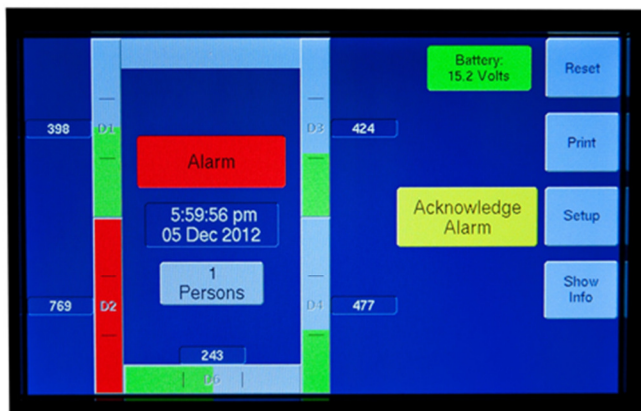 Battery:
15.2 Volts
Reset
398
D1
D3
424
Print
Alarm
5:59:56 pm
05 Dec 2012
Acknowledge
Alarm
Setup
1
Persons
769
D2
D4
477
Show
Info
243
D6